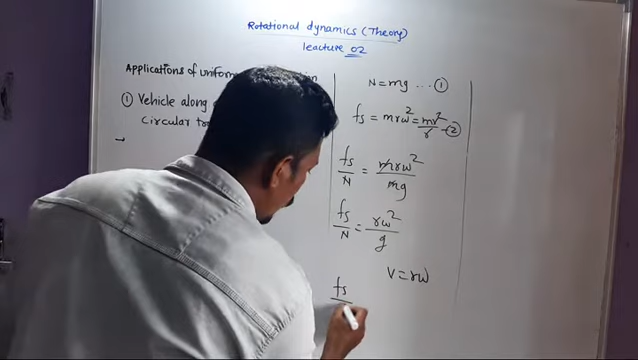 Rotational dynamics (Theory)
leacture 02
Applications of uniform
① Vehicle along
circular
N = mg ... ①
fs = mrω² = mv²/r -②
fs/N = mrω²/mg
fs/N = rω²/g
V = rω
fs